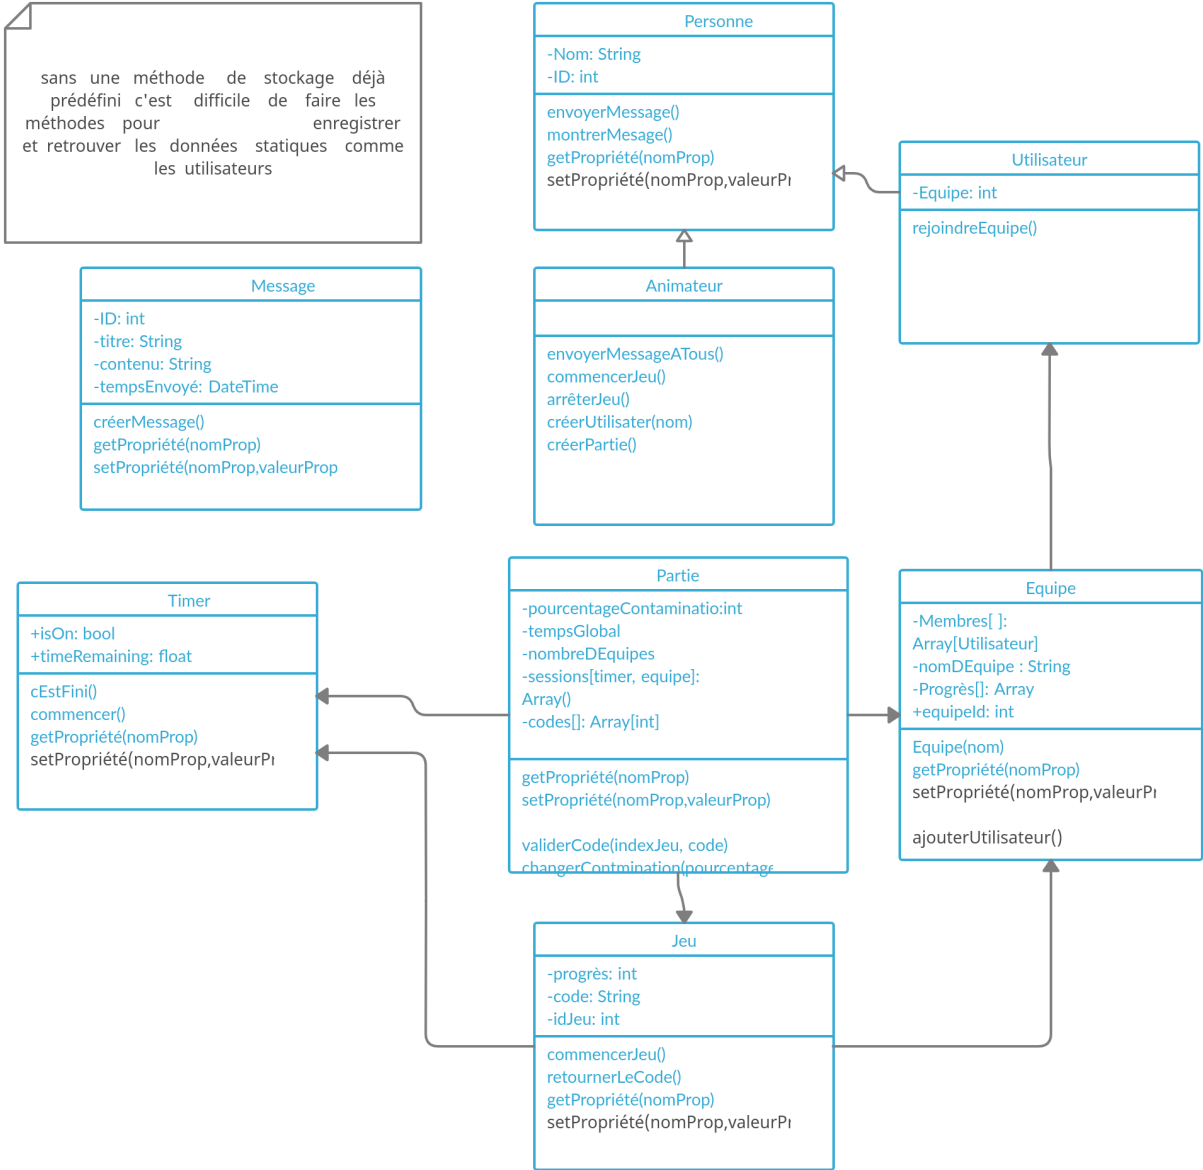 sans une méthode de stockage déjà
prédéfini c'est difficile de faire les
méthodes pour enregistrer
et retrouver les données statiques comme
les utilisateurs
Personne
-Nom: String
-ID: int
envoyerMessage()
montrerMesage()
getPropriété(nomProp)
setPropriété(nomProp,valeurPr
Utilisateur
-Equipe: int
rejoindreEquipe()
Message
-ID: int
-titre: String
-contenu: String
-tempsEnvoyé: DateTime
créerMessage()
getPropriété(nomProp)
setPropriété(nomProp,valeurProp
Animateur
envoyerMessageATous()
commencerJeu()
arrêterJeu()
créerUtilisater(nom)
créerPartie()
Timer
+isOn: bool
+timeRemaining: float
cEstFini()
commencer()
getPropriété(nomProp)
setPropriété(nomProp,valeurPr
Partie
-pourcentageContaminatio:int
-tempsGlobal
-nombreDEquipes
-sessions[timer, equipe]:
Array()
-codes[]: Array[int]
getPropriété(nomProp)
setPropriété(nomProp,valeurProp)
validerCode(indexJeu, code)
changerContmination(pourcentage
Equipe
-Membres[ ]:
Array[Utilisateur]
-nomDEquipe : String
-Progrès[]: Array
+equipeId: int
Equipe(nom)
getPropriété(nomProp)
setPropriété(nomProp,valeurPr
ajouterUtilisateur()
Jeu
-progrès: int
-code: String
-idJeu: int
commencerJeu()
retournerLeCode()
getPropriété(nomProp)
setPropriété(nomProp,valeurPr